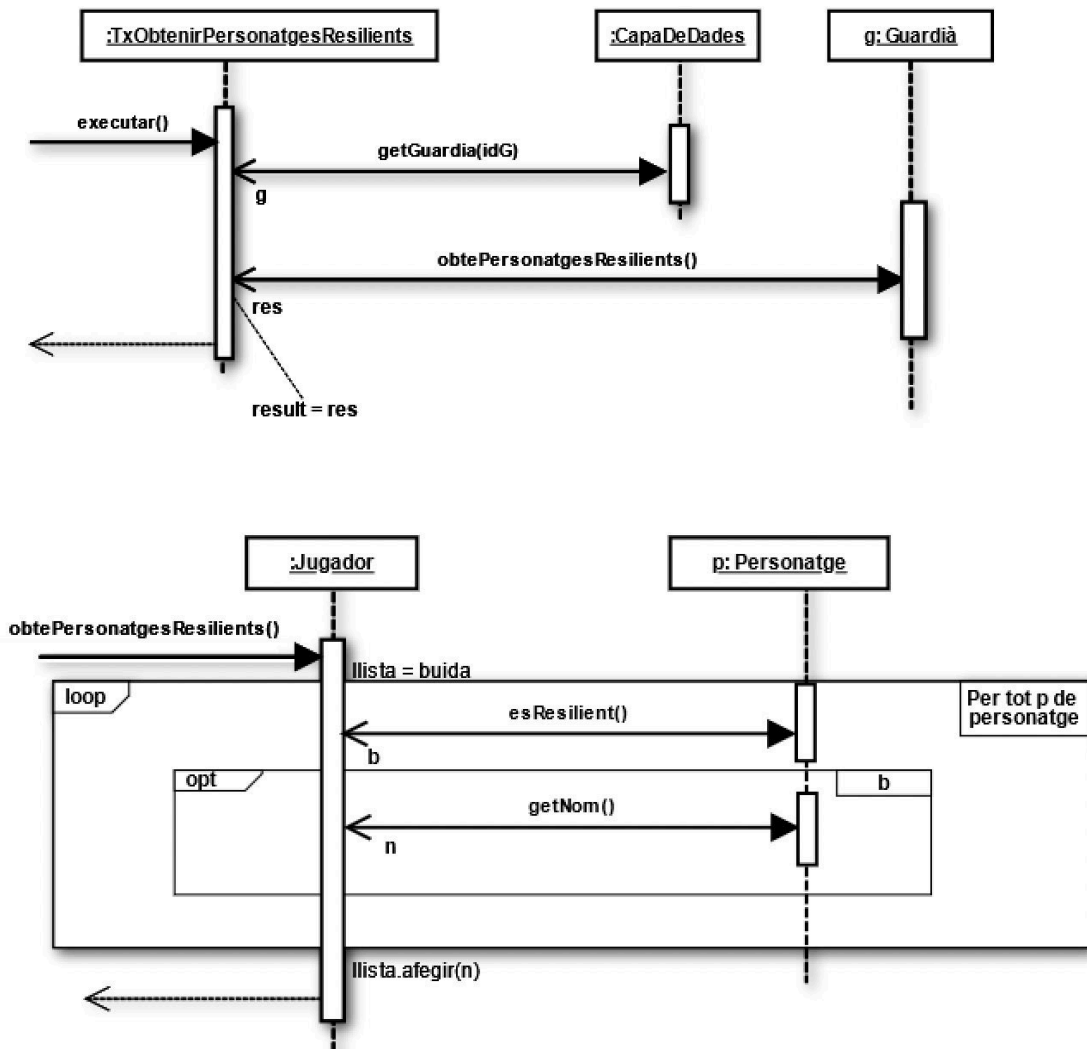 :TxObtenirPersonatgesResilients
:CapaDeDades
g: Guardià
executar()
getGuardia(idG)
g
obtePersonatgesResilients()
res
result = res
:Jugador
p: Personatge
obtePersonatgesResilients()
llista = buida
loop
Per tot p de
personatge
esResilient()
b
opt
b
getNom()
n
llista.afegir(n)